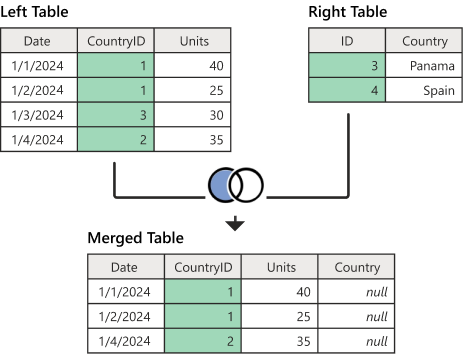 Left Table
Date CountryID Units
1/1/2024 1 40
1/2/2024 1 25
1/3/2024 3 30
1/4/2024 2 35
Right Table
ID Country
3 Panama
4 Spain
Merged Table
Date CountryID Units Country
1/1/2024 1 40 null
1/2/2024 1 25 null
1/4/2024 2 35 null